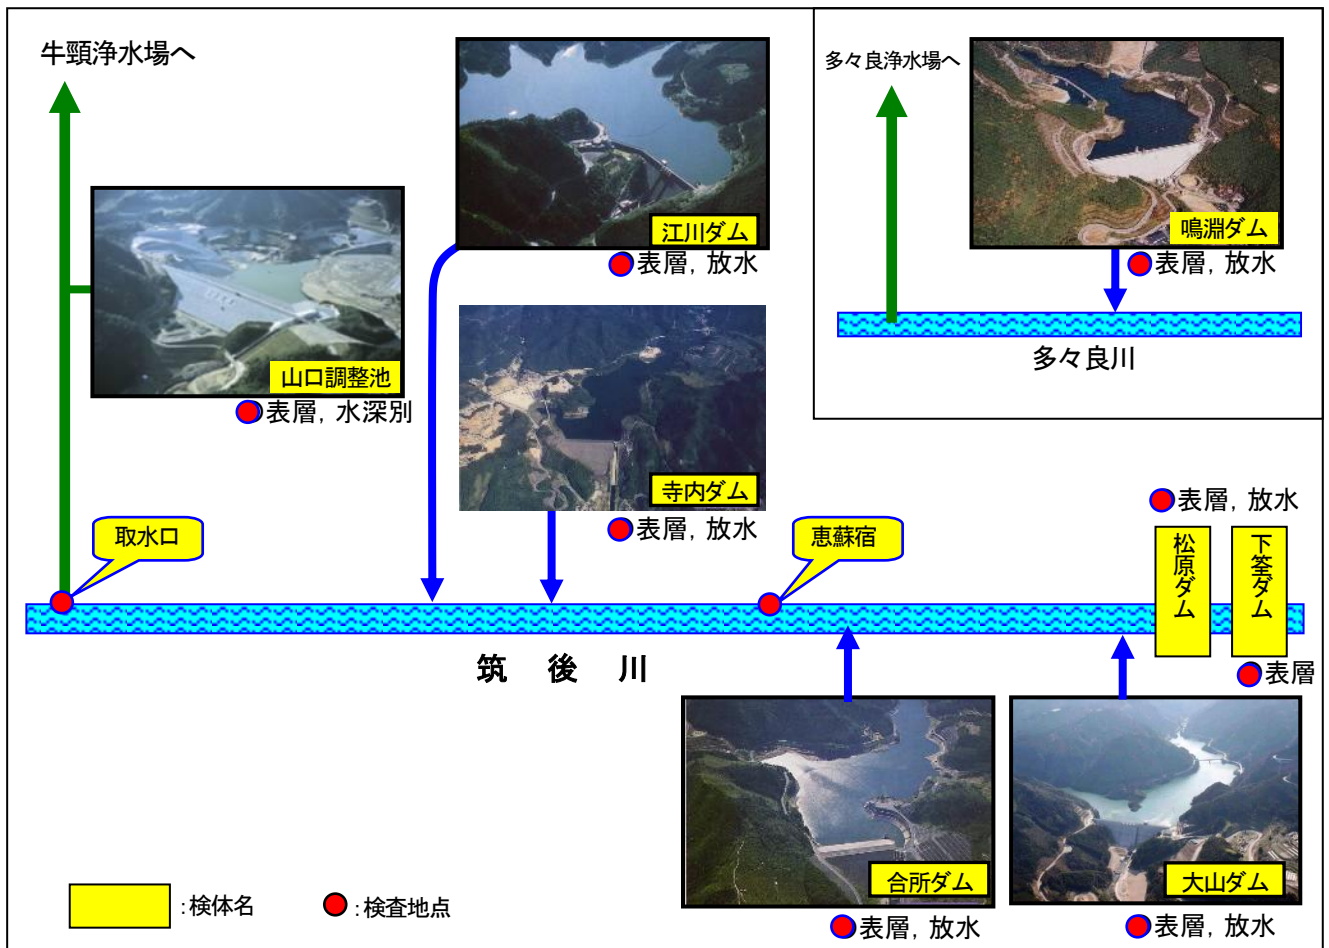 牛頸浄水場へ
江川ダム
表層，放水
山口調整池
表層，水深別
寺内ダム
表層，放水
多々良浄水場へ
鳴淵ダム
表層，放水
多々良川
取水口
恵蘇宿
表層，放水
松原ダム
下筌ダム
表層
筑後川
合所ダム
表層，放水
大山ダム
表層，放水
：検体名
：検査地点